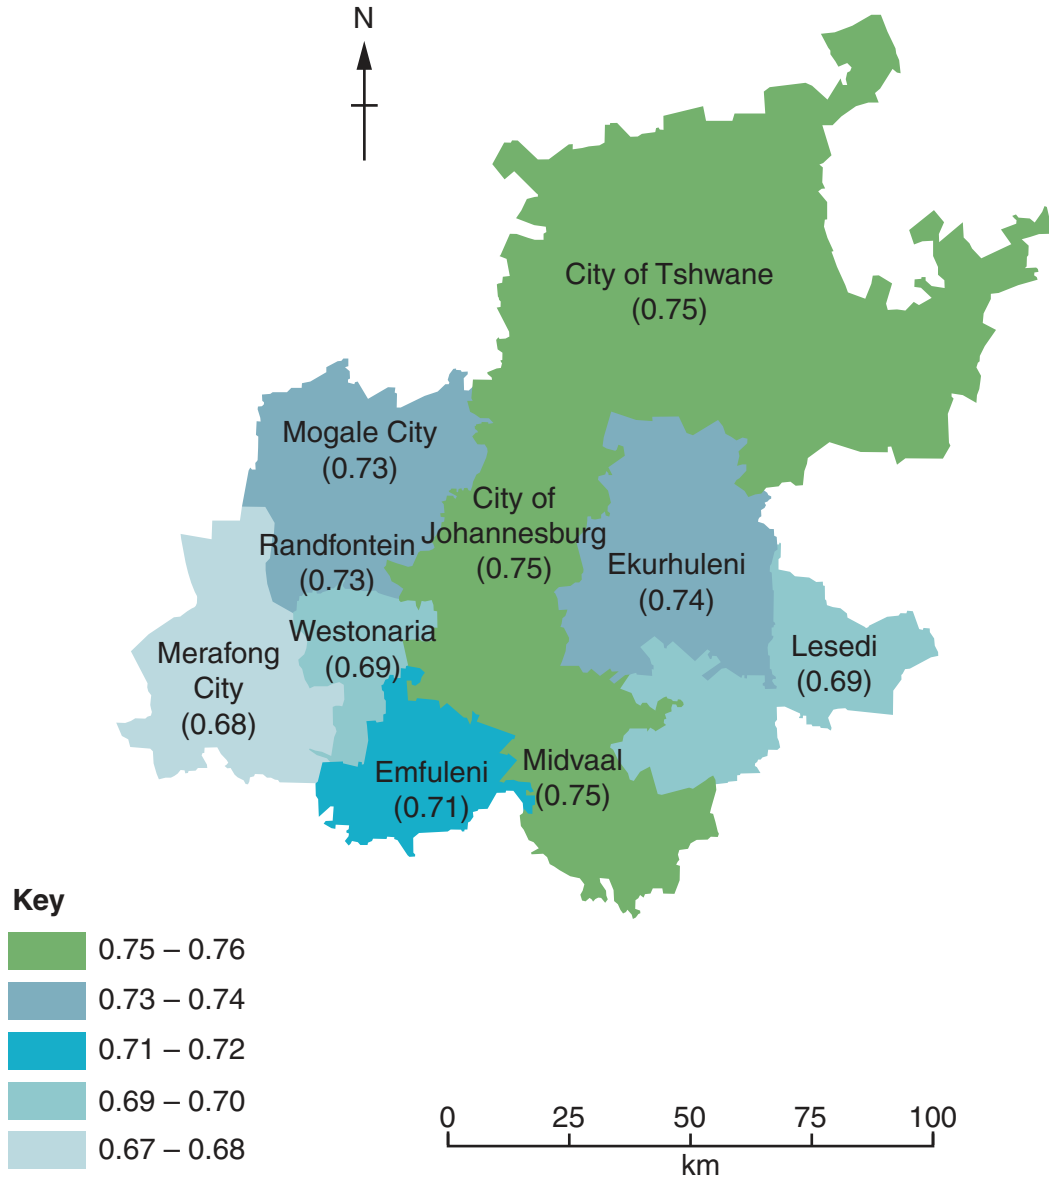 N
City of Tshwane
(0.75)
Mogale City
(0.73)
City of
Johannesburg
(0.75)
Randfontein
(0.73)
Ekurhuleni
(0.74)
Westonaria
(0.69)
Lesedi
(0.69)
Merafong
City
(0.68)
Midvaal
(0.75)
Emfuleni
(0.71)
Key
0.75 – 0.76
0.73 – 0.74
0.71 – 0.72
0.69 – 0.70
0.67 – 0.68
0 25 50 75 100
km